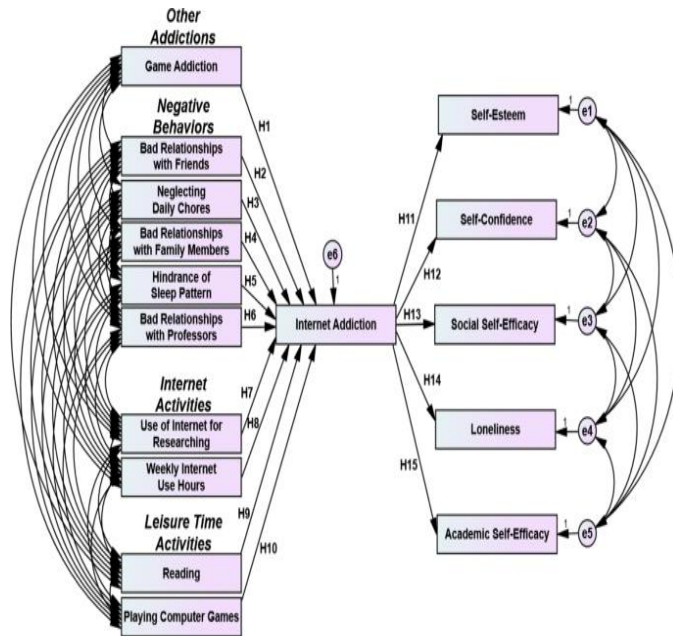 Other
Addictions
Game Addiction
H1
Negative
Behaviors
Bad Relationships
with Friends
H2
Neglecting
Daily Chores
H3
Bad Relationships
with Family Members
H4
Hindrance of
Sleep Pattern
H5
Bad Relationships
with Professors
H6
Internet
Activities
Use of Internet for
Researching
H7
Weekly Internet
Use Hours
H8
Leisure Time
Activities
H9
Reading
H10
Playing Computer Games
e6
1
Internet Addiction
H11
H12
H13
H14
H15
Self-Esteem
1
e1
Self-Confidence
1
e2
Social Self-Efficacy
1
e3
Loneliness
1
e4
Academic Self-Efficacy
1
e5